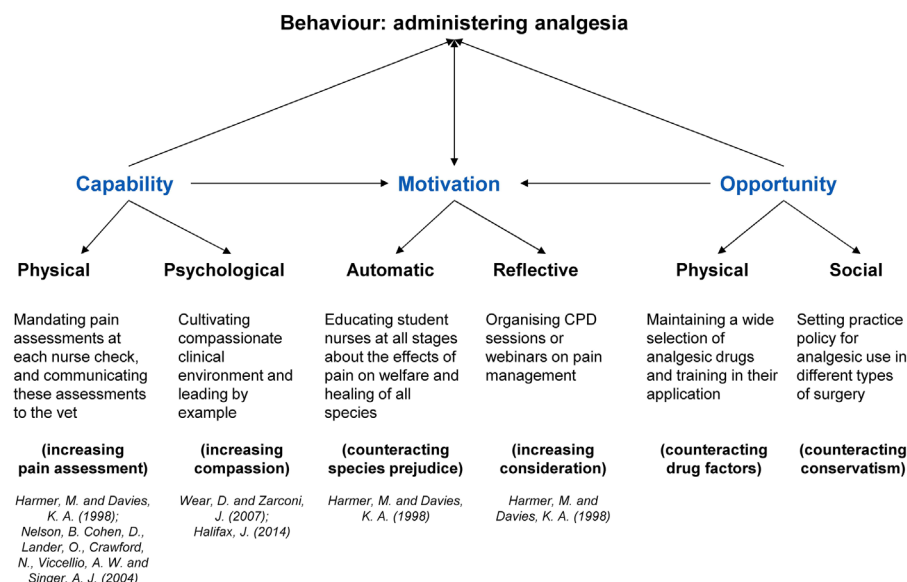 Behaviour: administering analgesia
Capability
Motivation
Opportunity
Physical
Psychological
Automatic
Reflective
Physical
Social
Mandating pain
assessments at
each nurse check,
and communicating
these assessments
to the vet
Cultivating
compassionate
clinical
environment and
leading by
example
Educating student
nurses at all stages
about the effects of
pain on welfare and
healing of all
species
Organising CPD
sessions or
webinars on pain
management
Maintaining a wide
selection of
analgesic drugs
and training in their
application
Setting practice
policy for
analgesic use in
different types
of surgery
(increasing
pain assessment)
(increasing
compassion)
(counteracting
species prejudice)
(increasing
consideration)
(counteracting
drug factors)
(counteracting
conservatism)
Harmer, M. and Davies,
K. A. (1998);
Nelson, B. Cohen, D.,
Lander, O., Crawford,
N., Viccellio, A. W. and
Singer, A. J. (2004)
Wear, D. and Zarconi,
J. (2007);
Halifax, J. (2014)
Harmer, M. and Davies,
K. A. (1998)
Harmer, M. and
Davies, K. A. (1998)